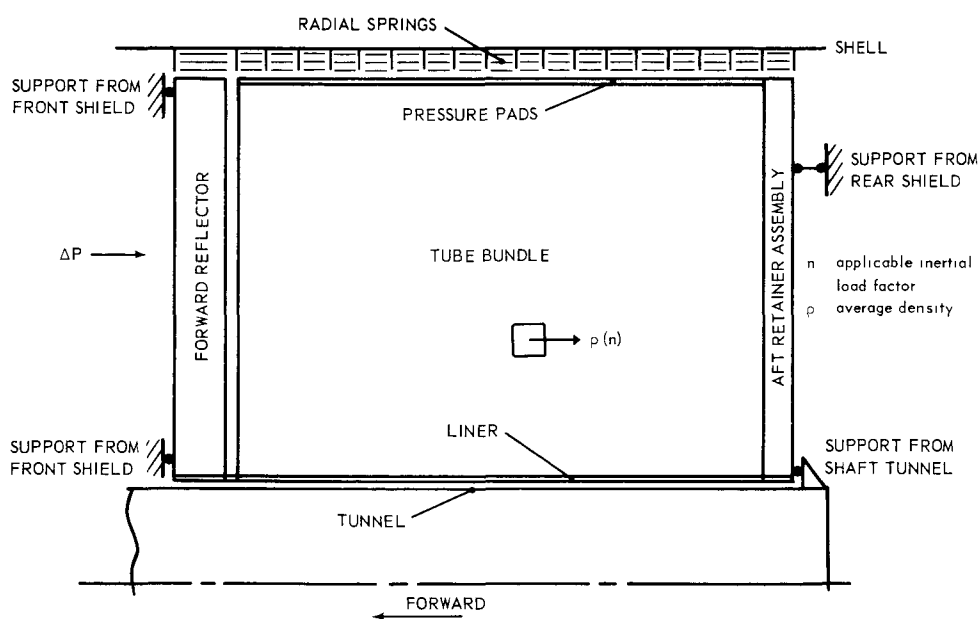 RADIAL SPRINGS
SHELL
SUPPORT FROM
FRONT SHIELD
PRESSURE PADS
SUPPORT FROM
REAR SHIELD
FORWARD REFLECTOR
AFT RETAINER ASSEMBLY
ΔP
TUBE BUNDLE
n applicable inertial
load factor
ρ average density
ρ(n)
SUPPORT FROM
FRONT SHIELD
LINER
SUPPORT FROM
SHAFT TUNNEL
TUNNEL
FORWARD